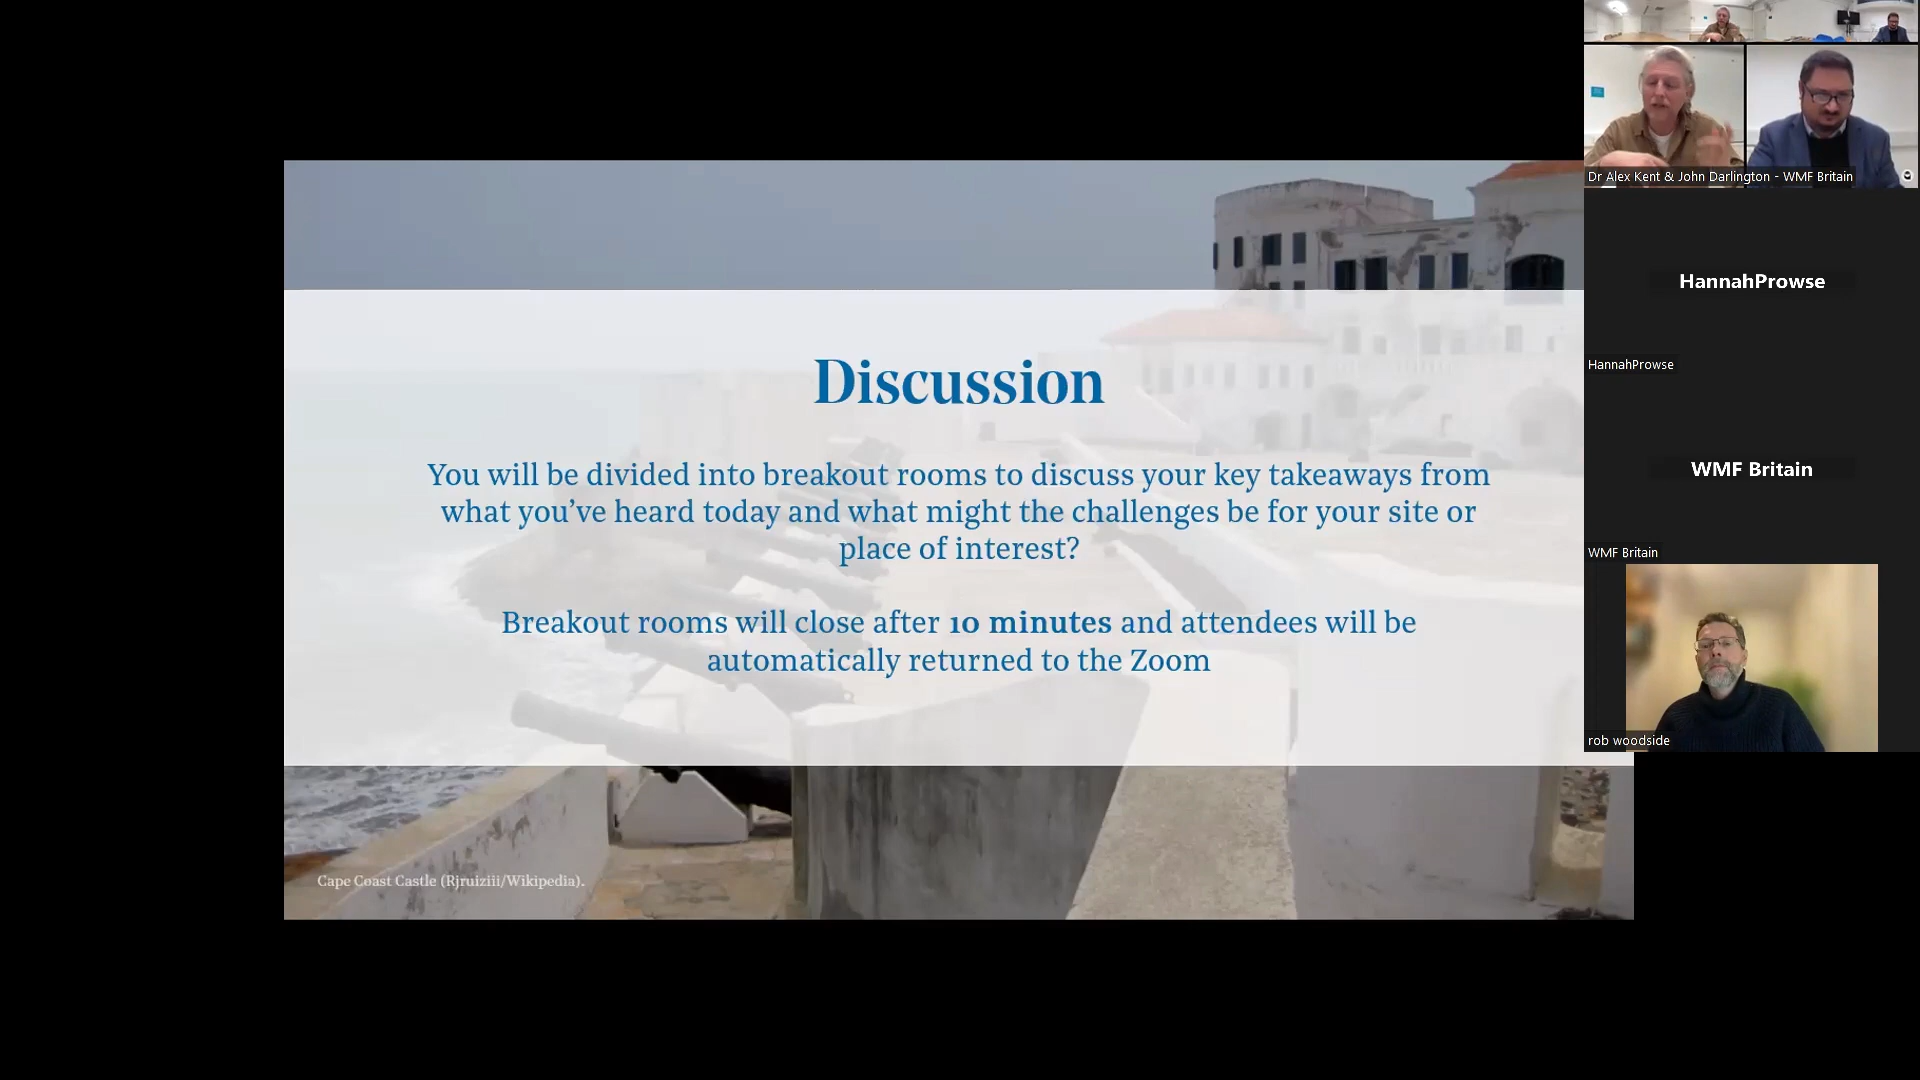 Discussion
You will be divided into breakout rooms to discuss your key takeaways from
what you’ve heard today and what might the challenges be for your site or
place of interest?
Breakout rooms will close after 10 minutes and attendees will be
automatically returned to the Zoom
Cape Coast Castle (Rjruiziii/Wikipedia).
Dr Alex Kent & John Darlington - WMF Britain
HannahProwse
HannahProwse
WMF Britain
WMF Britain
rob woodside